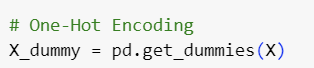 # One-Hot Encoding
X_dummy = pd.get_dummies(X)